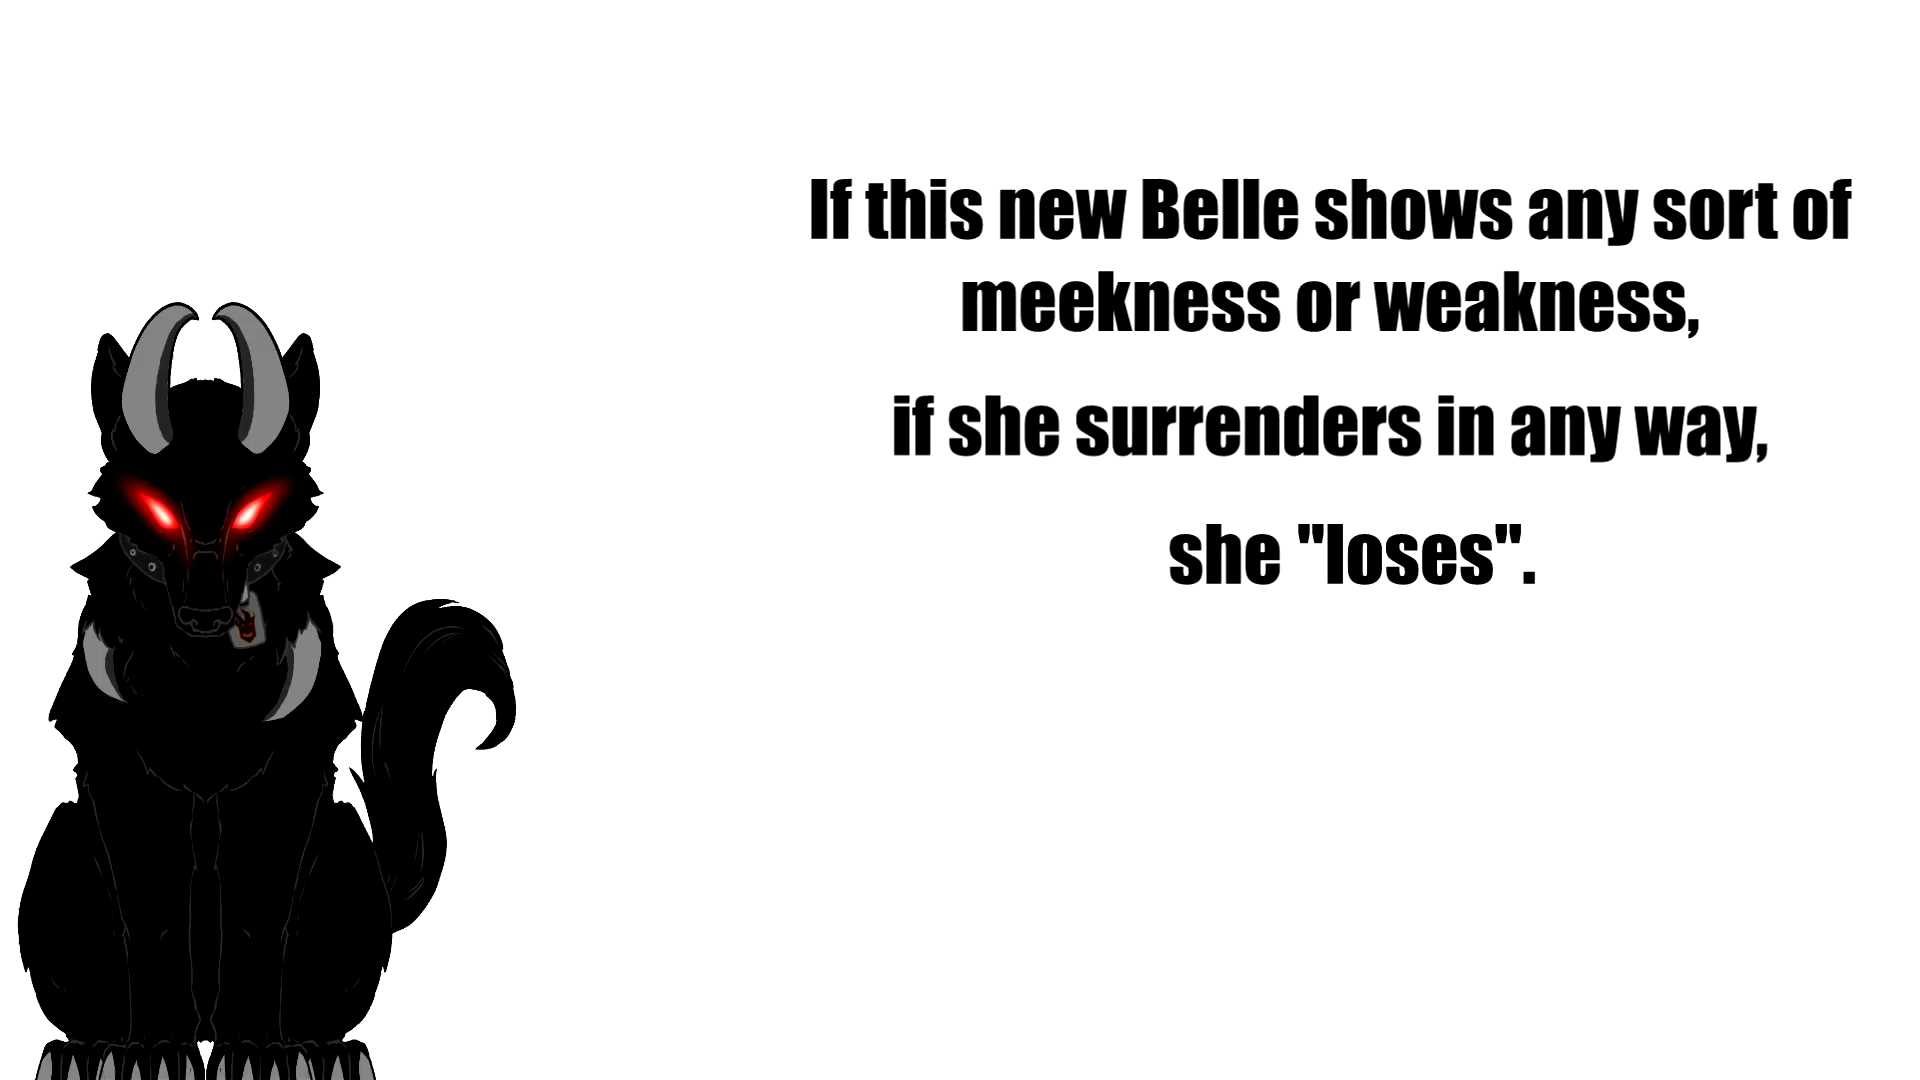 If this new Belle shows any sort of
meekness or weakness,
if she surrenders in any way,
she "loses".